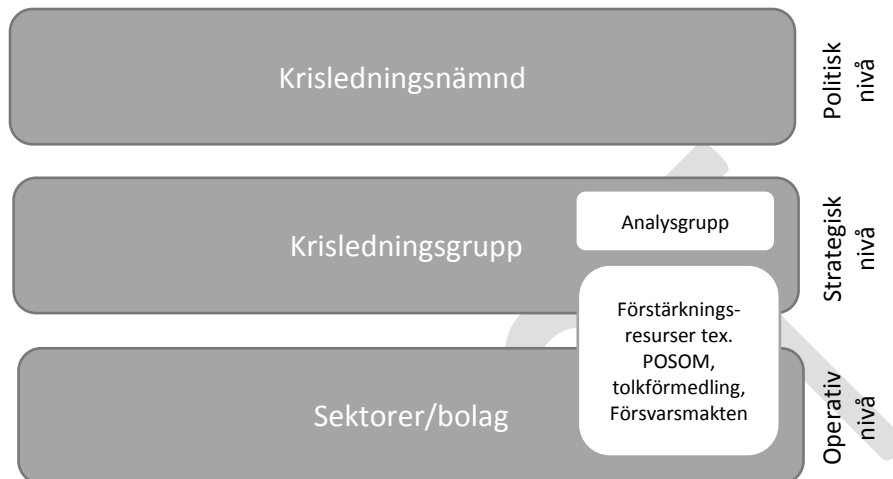 Krisledningsnämnd
Politisk
nivå
Krisledningsgrupp
Analysgrupp
Strategisk
nivå
Förstärknings-
resurser tex.
POSOM,
tolkförmedling,
Försvarsmakten
Sektorer/bolag
Operativ
nivå